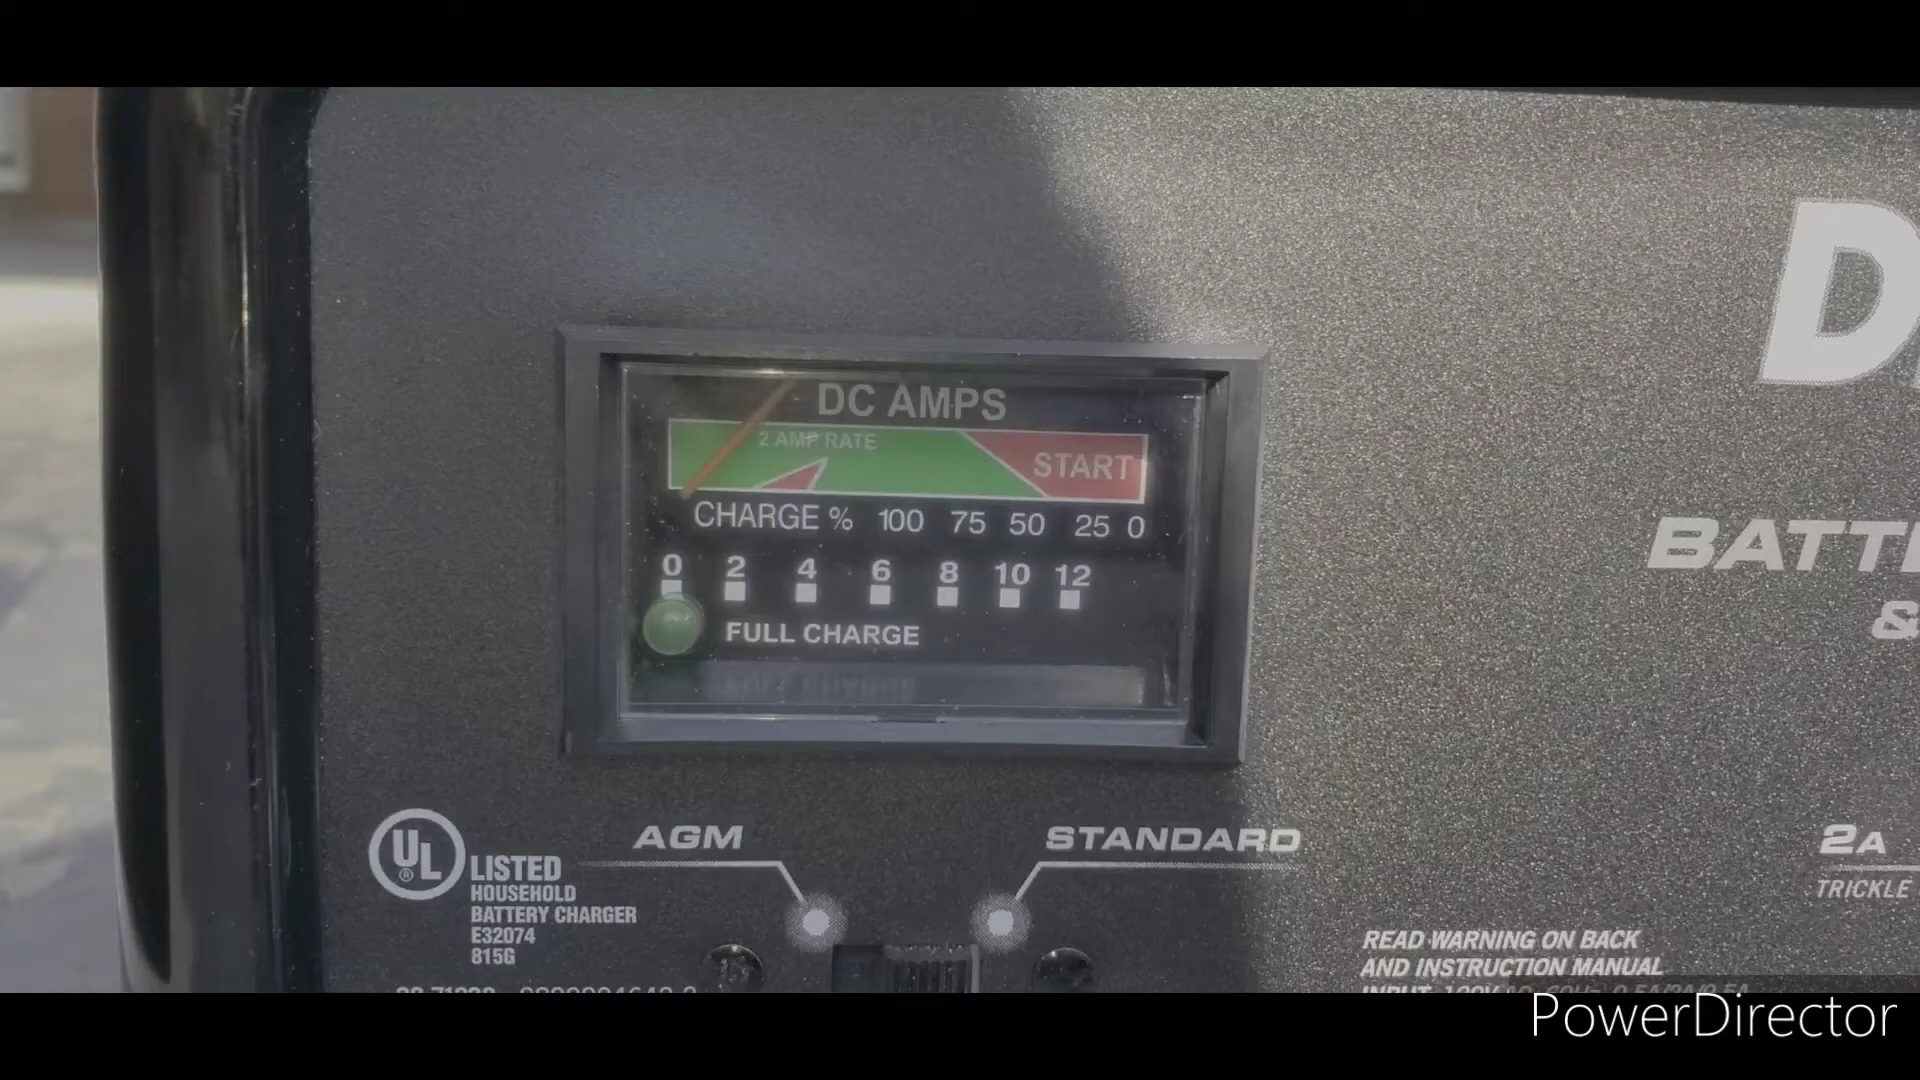 DC AMPS
2 AMP RATE
START
CHARGE % 100 75 50 25 0
0 2 4 6 8 10 12
FULL CHARGE
D
BATTE
&
AGM
STANDARD
UL
®
LISTED
HOUSEHOLD
BATTERY CHARGER
E32074
815G
2A
TRICKLE
READ WARNING ON BACK
AND INSTRUCTION MANUAL
PowerDirector